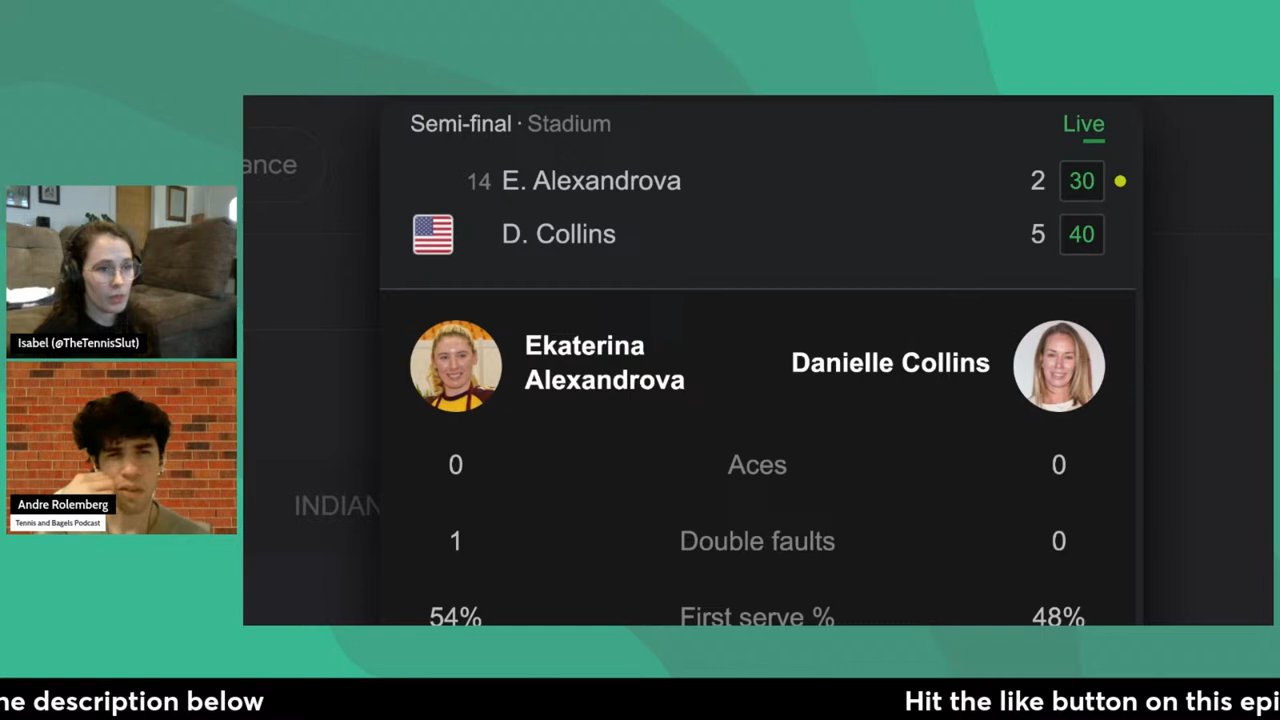 Semi-final · Stadium
Live
ance
14 E. Alexandrova 2 30
D. Collins 5 40
Ekaterina
Alexandrova
Danielle Collins
0 Aces 0
INDIAN
1 Double faults 0
54% First serve % 48%
Isabel (@TheTennisSlut)
Andre Rolemberg
Tennis and Bagels Podcast
ne description below
Hit the like button on this epi